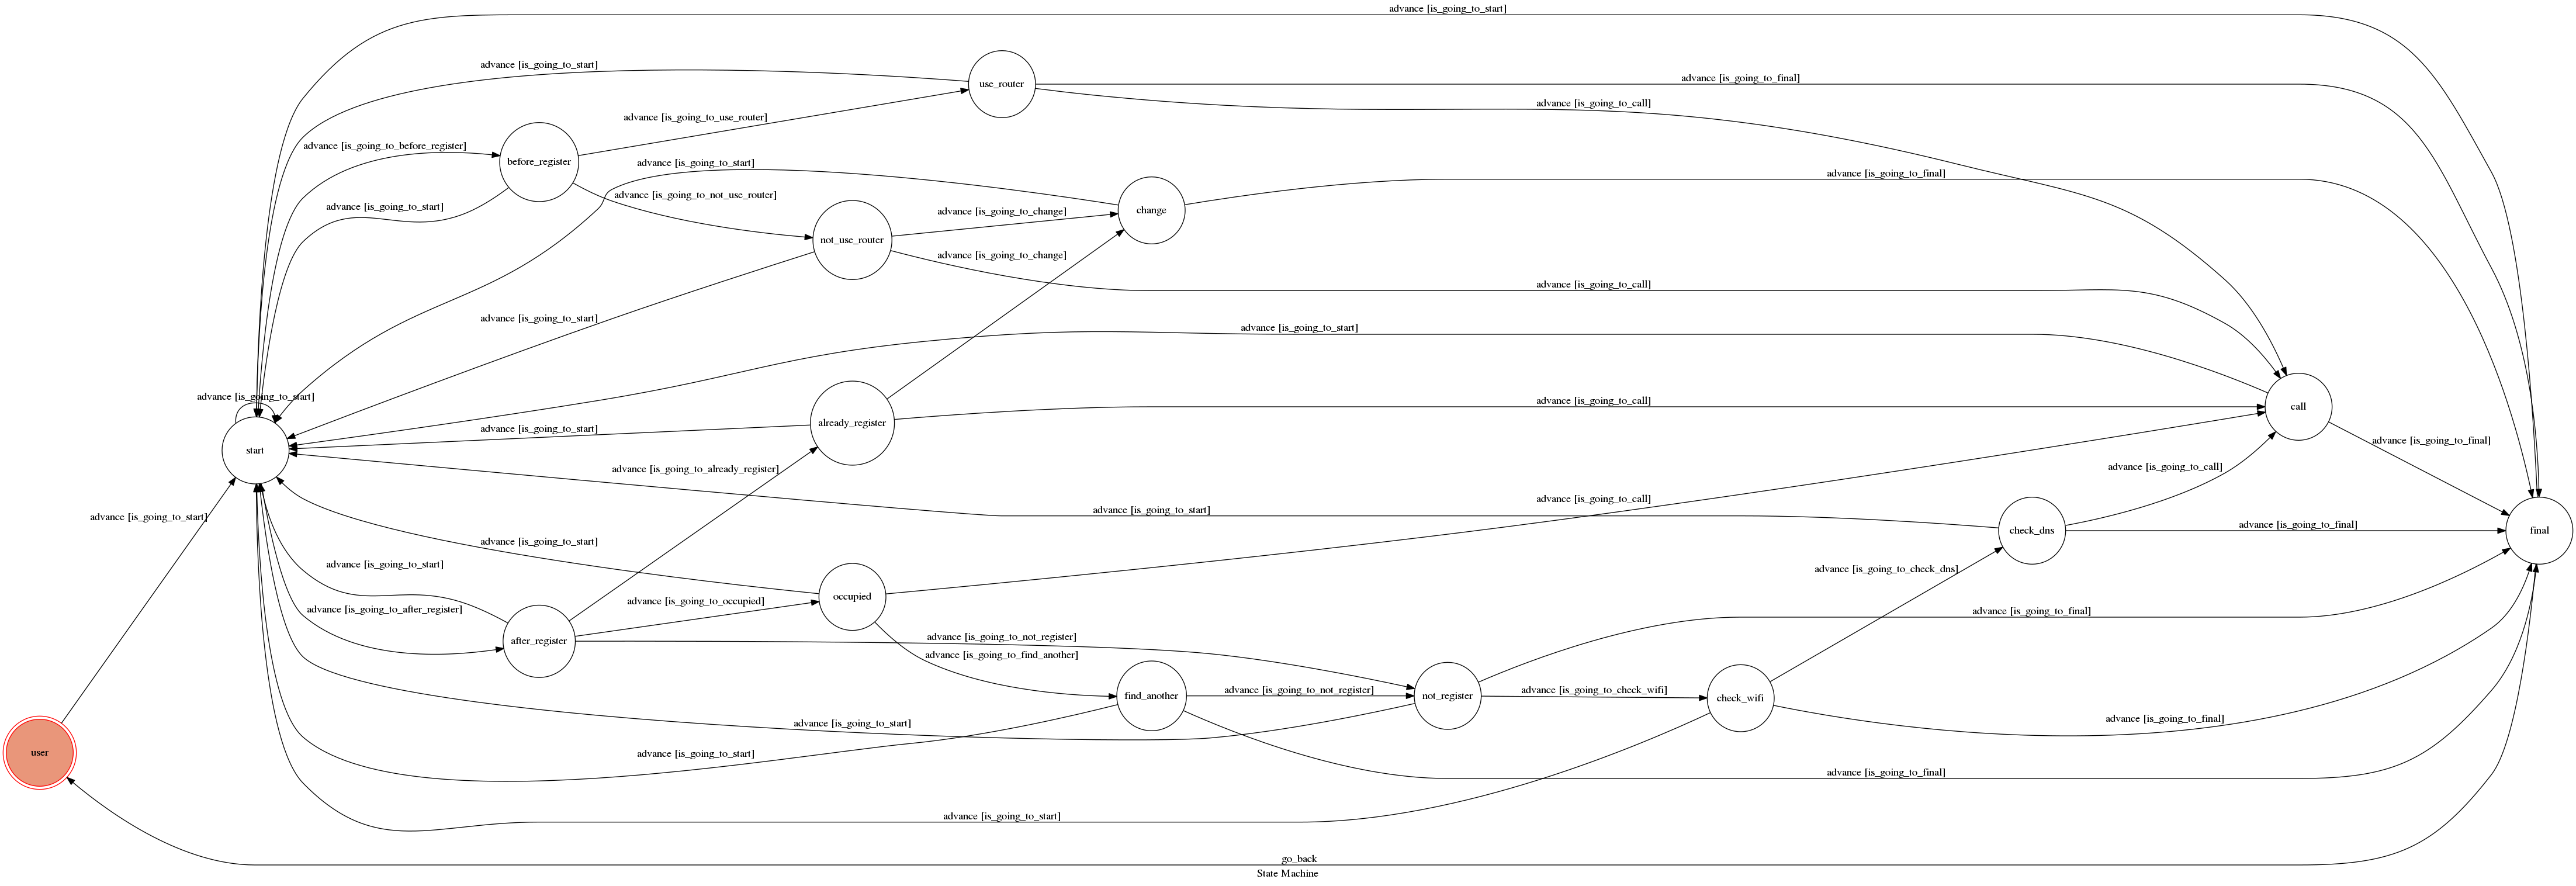 advance [is_going_to_start]
advance [is_going_to_start]
use_router
advance [is_going_to_final]
advance [is_going_to_call]
advance [is_going_to_use_router]
advance [is_going_to_before_register]
before_register
advance [is_going_to_start]
advance [is_going_to_final]
advance [is_going_to_not_use_router]
advance [is_going_to_start]
change
advance [is_going_to_change]
not_use_router
advance [is_going_to_change]
advance [is_going_to_call]
advance [is_going_to_start]
advance [is_going_to_start]
advance [is_going_to_start]
advance [is_going_to_call]
call
already_register
advance [is_going_to_start]
advance [is_going_to_final]
start
advance [is_going_to_already_register]
advance [is_going_to_call]
advance [is_going_to_call]
advance [is_going_to_start]
advance [is_going_to_start]
advance [is_going_to_final]
check_dns
final
advance [is_going_to_start]
advance [is_going_to_start]
advance [is_going_to_check_dns]
occupied
advance [is_going_to_occupied]
advance [is_going_to_after_register]
advance [is_going_to_final]
advance [is_going_to_not_register]
after_register
advance [is_going_to_find_another]
advance [is_going_to_not_register]
advance [is_going_to_check_wifi]
find_another
not_register
check_wifi
advance [is_going_to_final]
advance [is_going_to_start]
user
advance [is_going_to_start]
advance [is_going_to_final]
advance [is_going_to_start]
go_back
State Machine